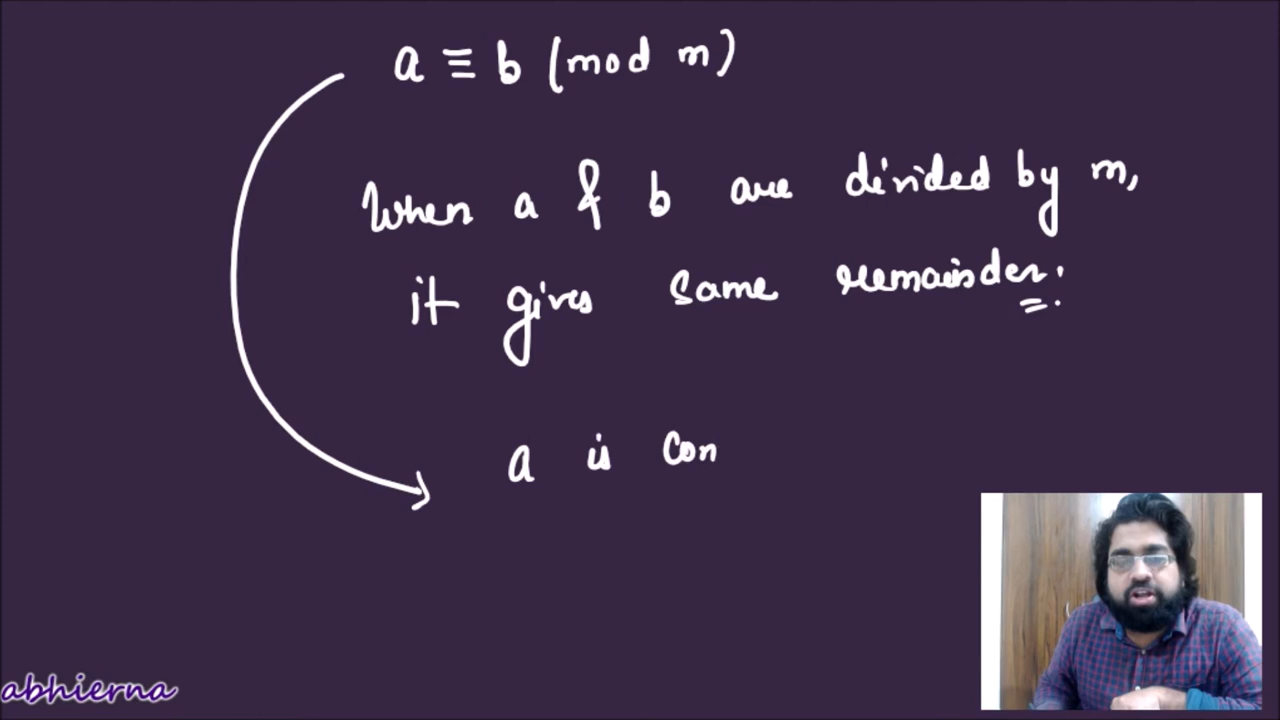 a ≡ b (mod m)
When a & b are divided by m,
it gives same remainder.
a is con
abhierna